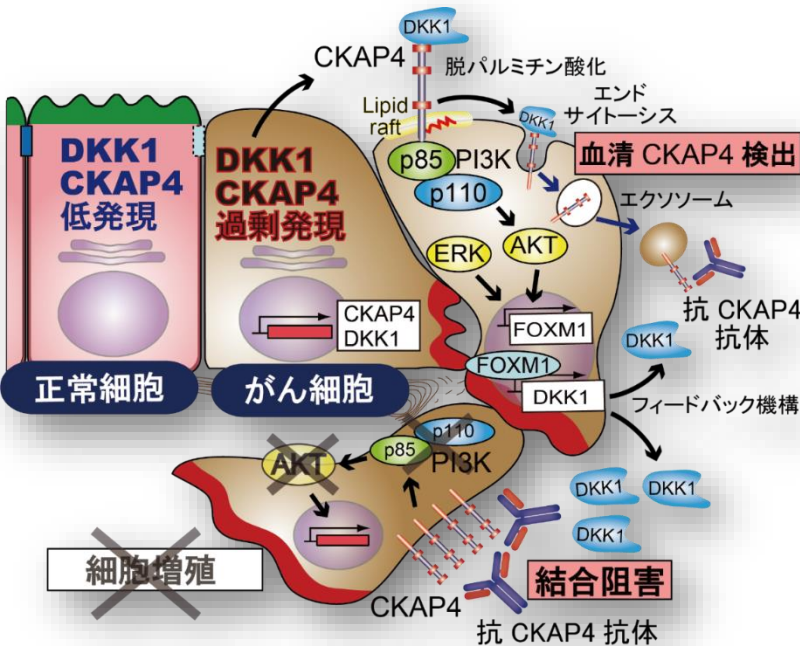 DKK1
CKAP4
脱パルミチン酸化
Lipid
raft
エンド
サイトーシス
DKK1
血清 CKAP4 検出
p85
PI3K
p110
エクソソーム
ERK
AKT
抗 CKAP4
抗体
DKK1
CKAP4
低発現
DKK1
CKAP4
過剰発現
CKAP4
DKK1
FOXM1
FOXM1
DKK1
DKK1
フィードバック機構
正常細胞
がん細胞
p110
p85
PI3K
AKT
DKK1
DKK1
DKK1
細胞増殖
CKAP4
結合阻害
抗 CKAP4 抗体